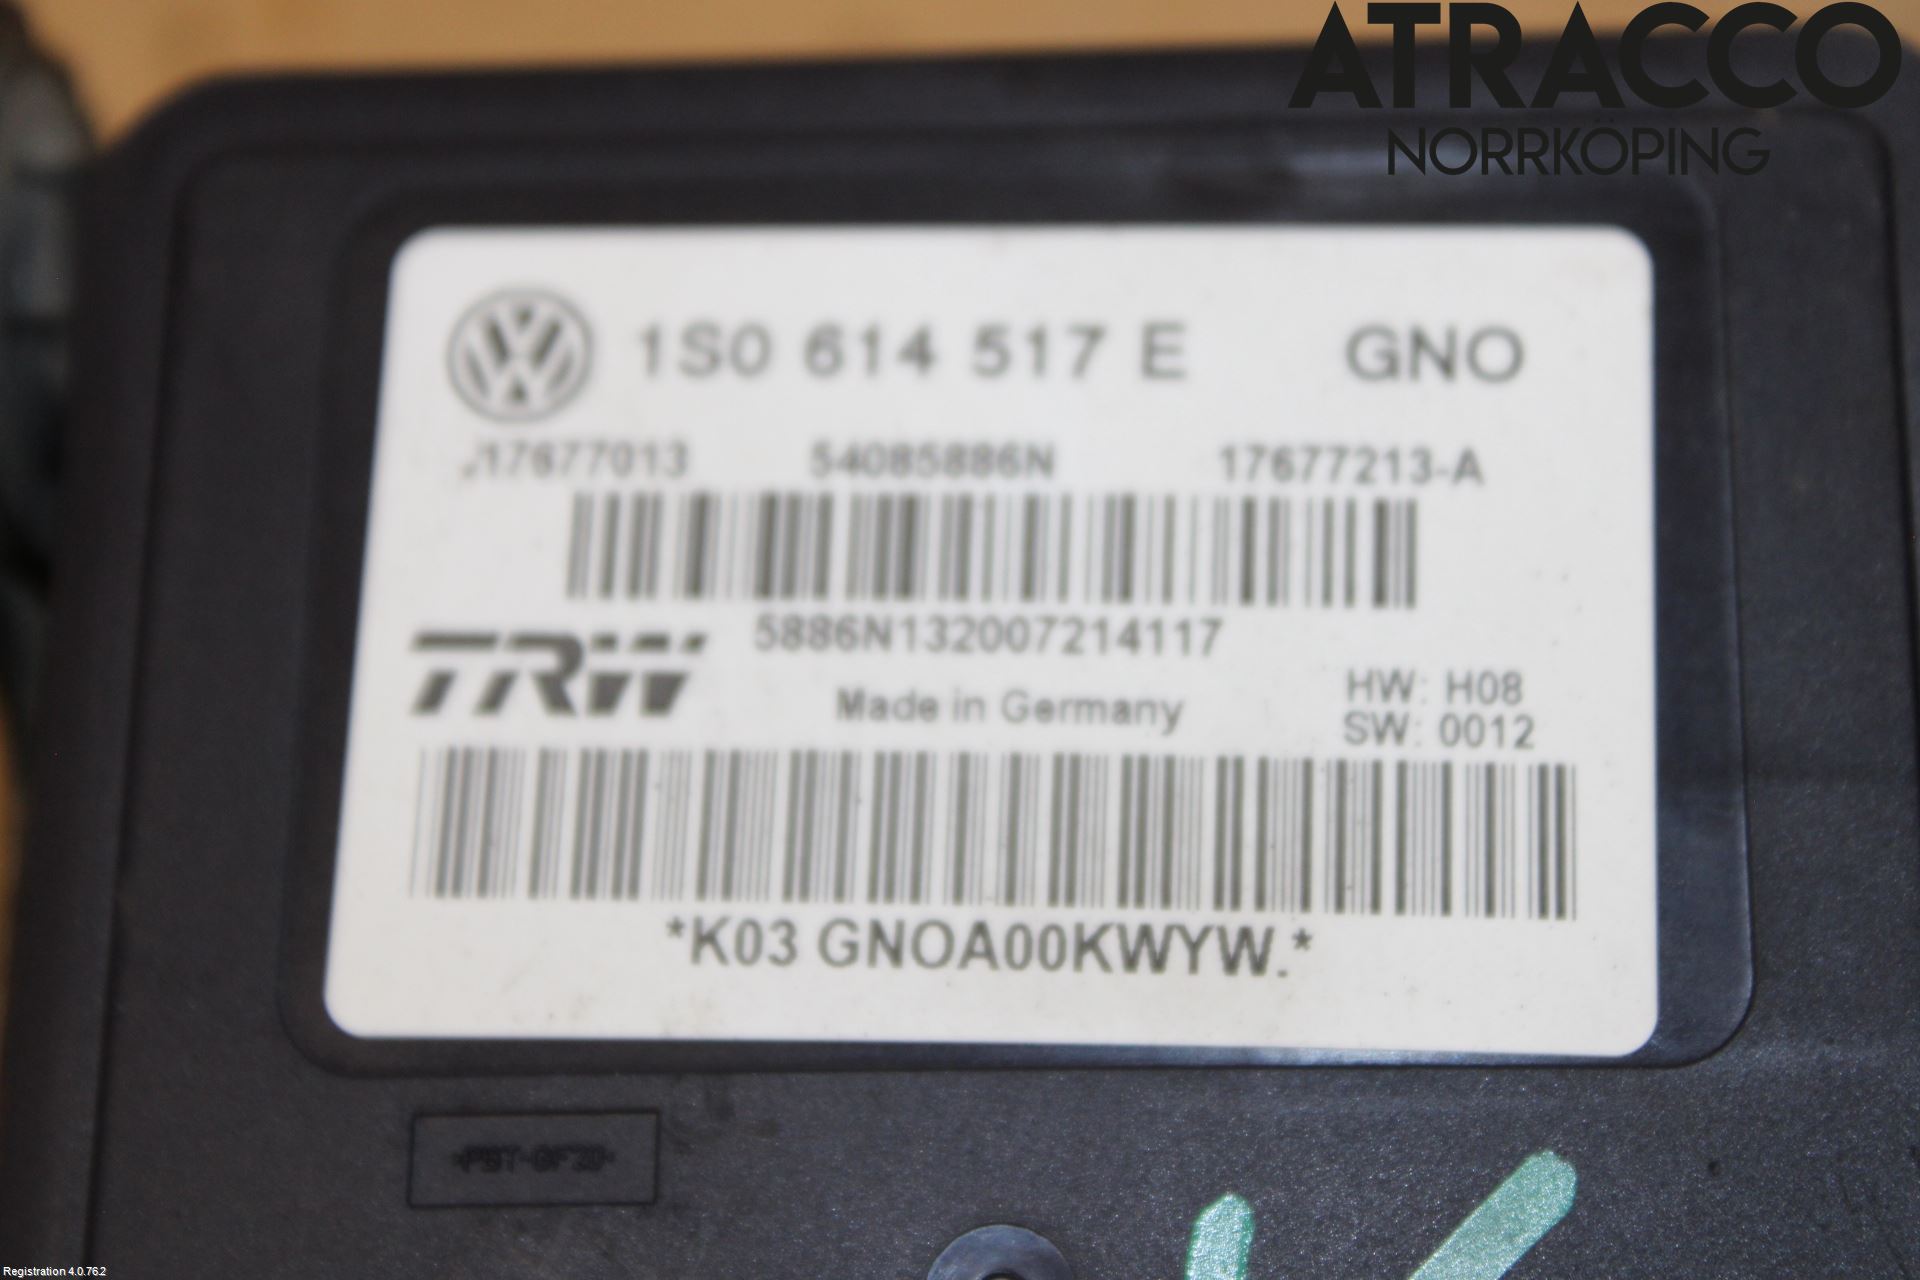 ATRACCO
NORRKÖPING
1S0 614 517 E GNO
17677013 54085886N 17677213-A
5886N132007214117
TRW
Made in Germany
HW: H08
SW: 0012
*K03 GNOA00KWYW.*
Registration 4.0.76.2